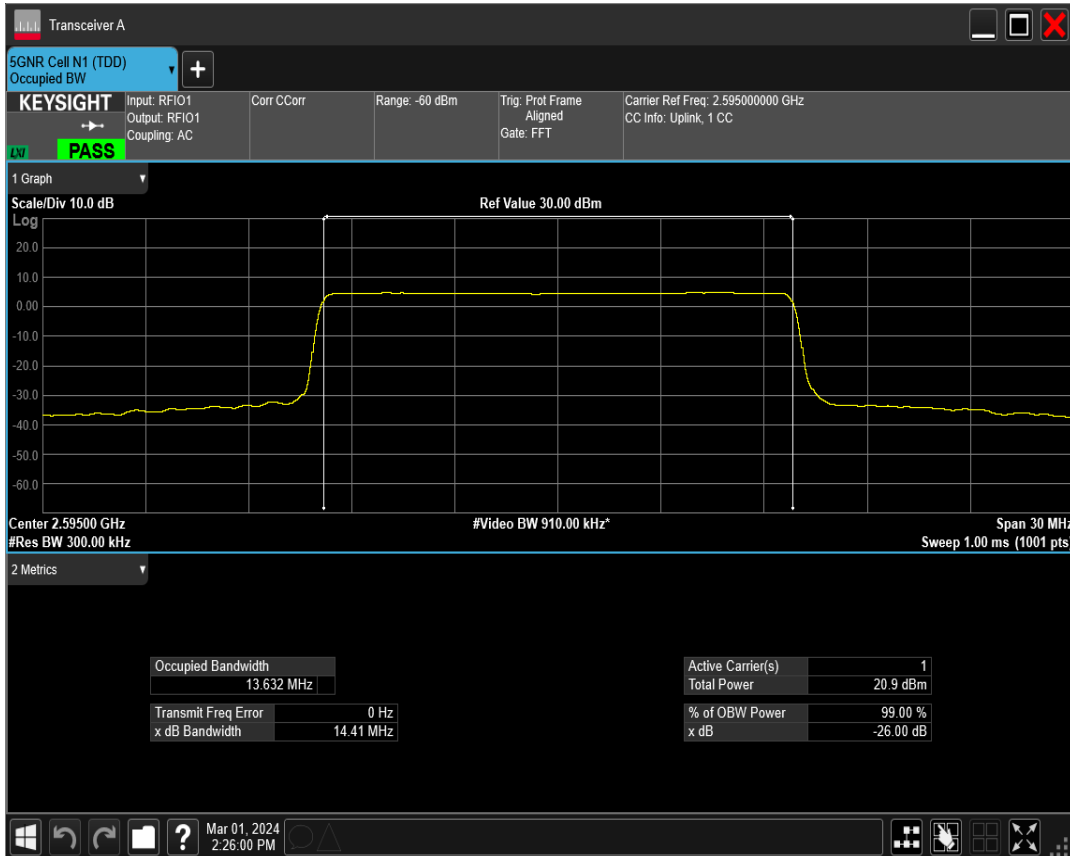 Transceiver A
5GNR Cell N1 (TDD)
Occupied BW
+
KEYSIGHT
LXI
PASS
Input: RFIO1
Output: RFIO1
Coupling: AC
Corr CCorr
Range: -60 dBm
Trig: Prot Frame
Aligned
Gate: FFT
Carrier Ref Freq: 2.595000000 GHz
CC Info: Uplink, 1 CC
1 Graph
Scale/Div 10.0 dB
Ref Value 30.00 dBm
Log
20.0
10.0
0.00
-10.0
-20.0
-30.0
-40.0
-50.0
-60.0
Center 2.59500 GHz
#Video BW 910.00 kHz*
Span 30 MHz
#Res BW 300.00 kHz
Sweep 1.00 ms (1001 pts)
2 Metrics
Occupied Bandwidth
13.632 MHz
Transmit Freq Error 0 Hz
x dB Bandwidth 14.41 MHz
Active Carrier(s) 1
Total Power 20.9 dBm
% of OBW Power 99.00 %
x dB -26.00 dB
?
Mar 01, 2024
2:26:00 PM